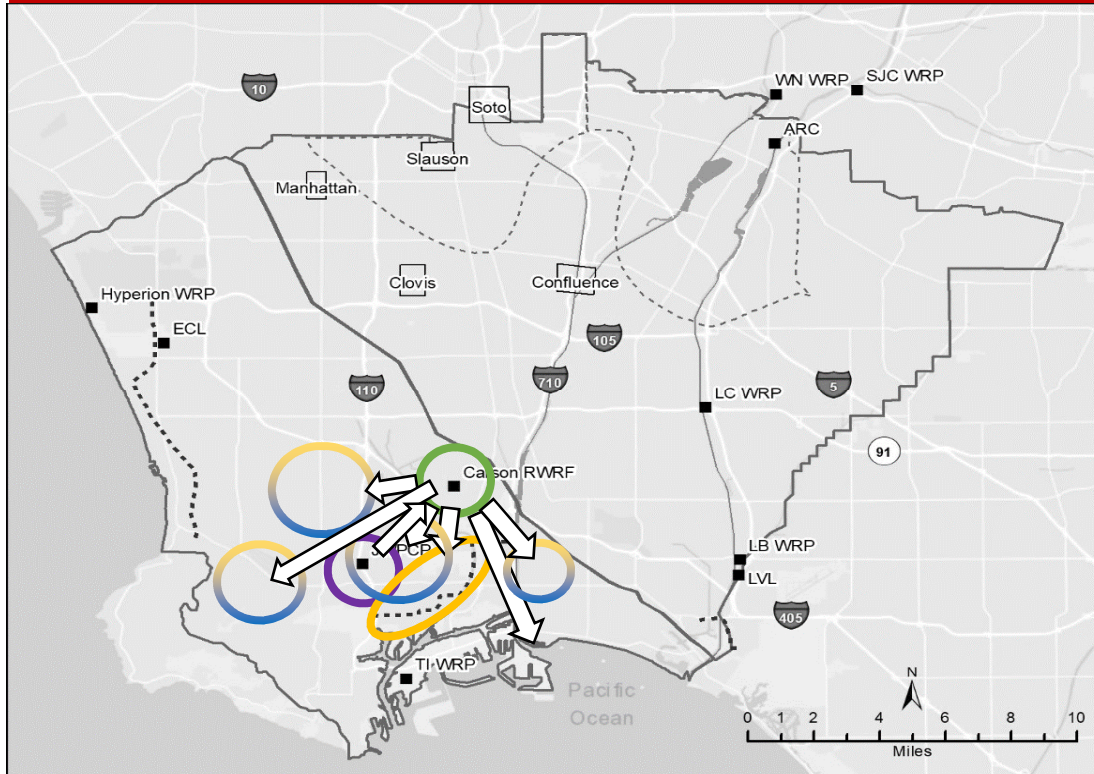 WN WRP
SJC WRP
10
Soto
ARC
Slauson
Manhattan
Clovis
Confluence
Hyperion WRP
ECL
105
710
110
5
LC WRP
91
Carson RWRF
PCP
LB WRP
LVL
405
TI WRP
Pacific
Ocean
N
0 2 4 6 8 10
Miles